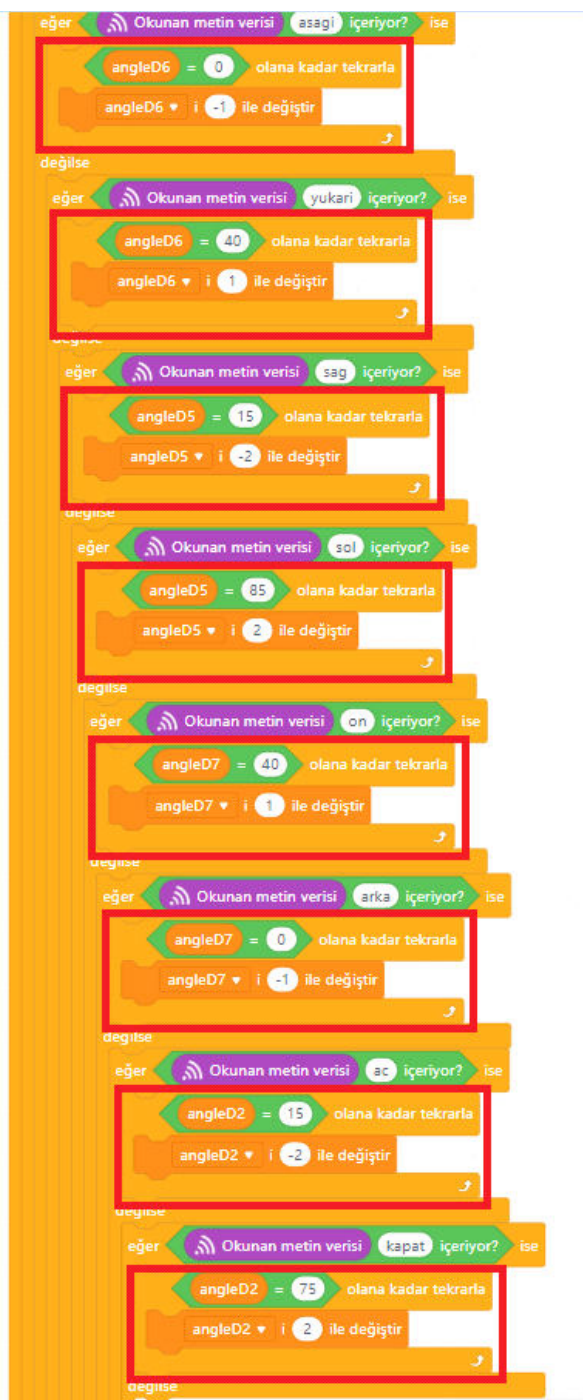 eğer Okunan metin verisi asagi içeriyor? ise
angleD6 = 0 olana kadar tekrarla
angleD6 i -1 ile değiştir
değilse
eğer Okunan metin verisi yukari içeriyor? ise
angleD6 = 40 olana kadar tekrarla
angleD6 i 1 ile değiştir
değilse
eğer Okunan metin verisi sag içeriyor? ise
angleD5 = 15 olana kadar tekrarla
angleD5 i -2 ile değiştir
değilse
eğer Okunan metin verisi sol içeriyor? ise
angleD5 = 85 olana kadar tekrarla
angleD5 i 2 ile değiştir
değilse
eğer Okunan metin verisi on içeriyor? ise
angleD7 = 40 olana kadar tekrarla
angleD7 i 1 ile değiştir
değilse
eğer Okunan metin verisi arka içeriyor? ise
angleD7 = 0 olana kadar tekrarla
angleD7 i -1 ile değiştir
değilse
eğer Okunan metin verisi ac içeriyor? ise
angleD2 = 15 olana kadar tekrarla
angleD2 i -2 ile değiştir
değilse
eğer Okunan metin verisi kapat içeriyor? ise
angleD2 = 75 olana kadar tekrarla
angleD2 i 2 ile değiştir
değilse